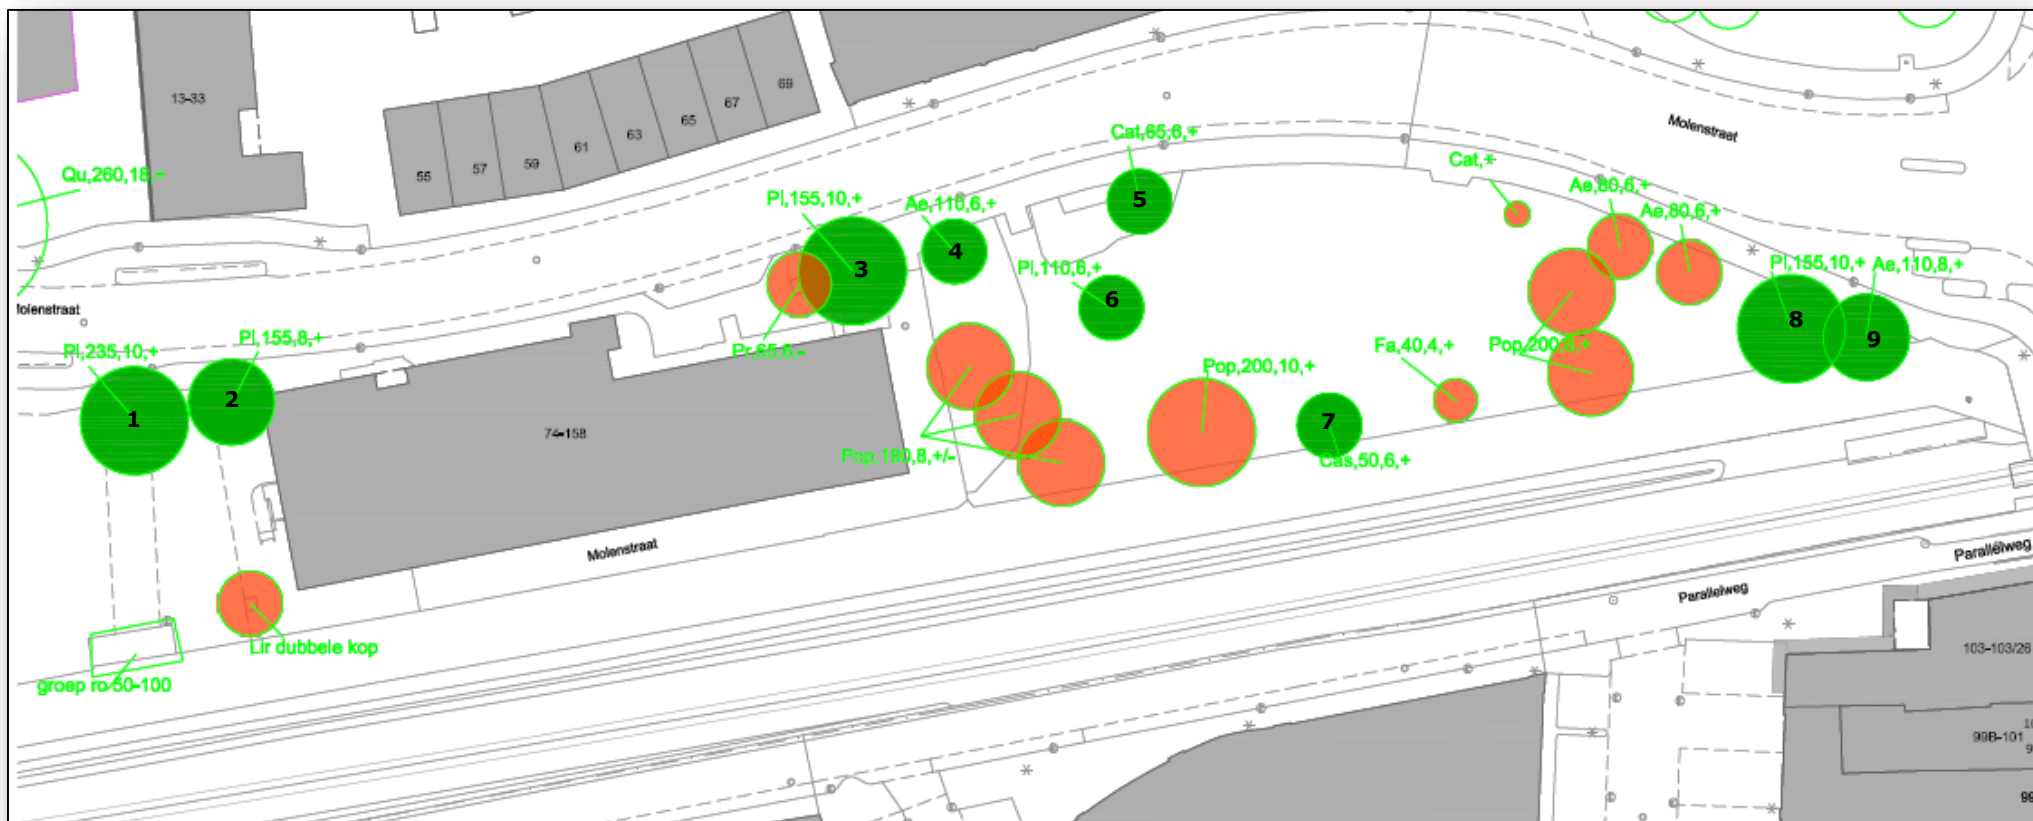 13-33
55
57
59
61
63
65
67
69
Molenstraat
Qu,260,18,-
Cat,65,6,+
Cat,*
Pl,155,10,+
Ae,110,6,+
Ae,80,6,+
Ae,80,6,+
5
4
3
Pl,110,6,+
6
Pl,155,10,+
Ae,110,8,+
8
9
Molenstraat
Pl,235,10,+
Pl,155,8,+
1
2
Pr,65,6,-
Pop,200,8,+
Fa,40,4,+
Pop,200,10,+
7
Cas,50,6,+
Pop,180,8,+/-
74-158
Molenstraat
Parallelweg
Parallelweg
Lir dubbele kop
groep ro 50-100
103-103/26
99B-101